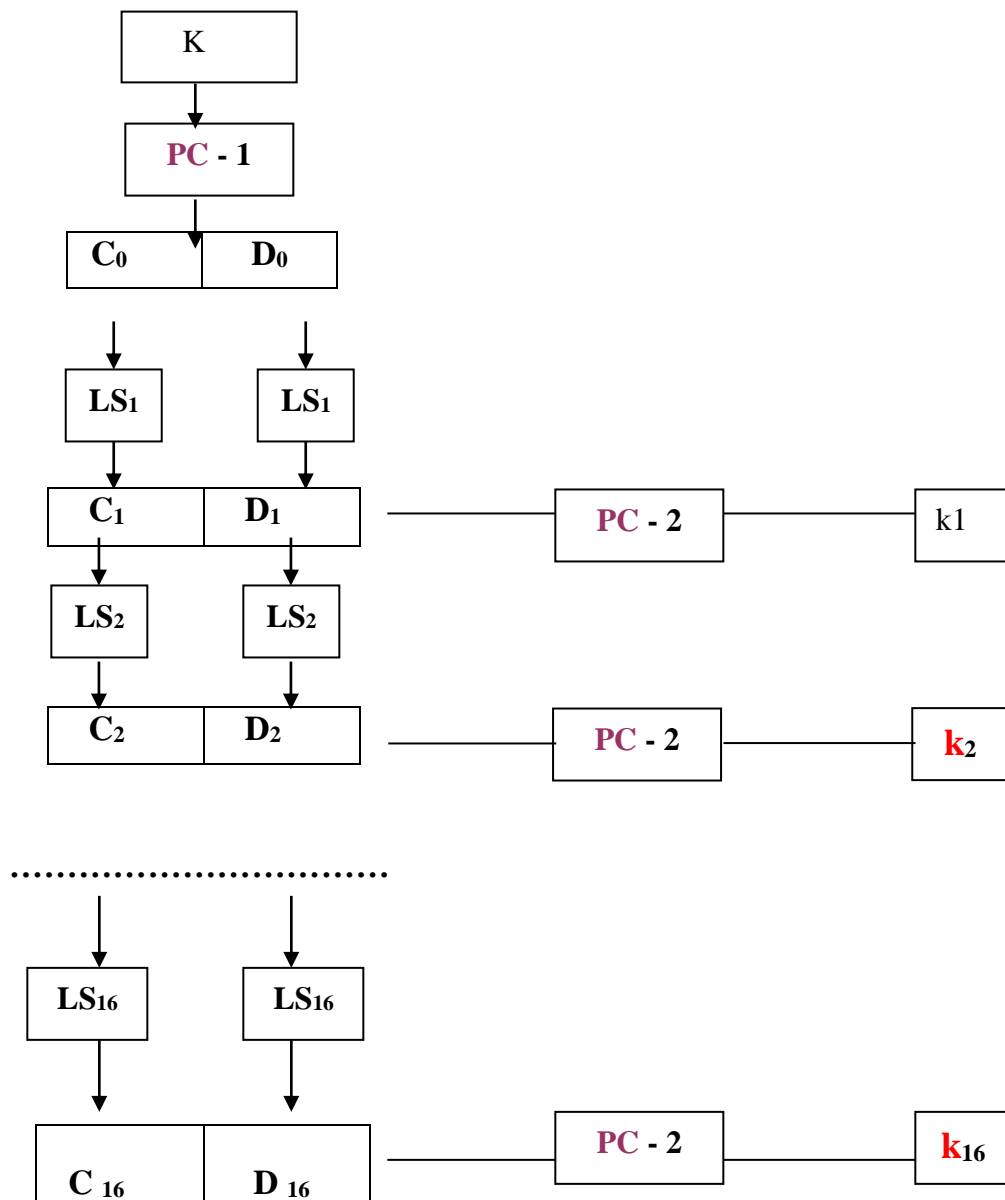 K
PC - 1
C₀ D₀
LS₁ LS₁
C₁ D₁ PC - 2 k1
LS₂ LS₂
C₂ D₂ PC - 2 k₂
..................................
LS₁₆ LS₁₆
PC - 2 k₁₆
C ₁₆ D ₁₆